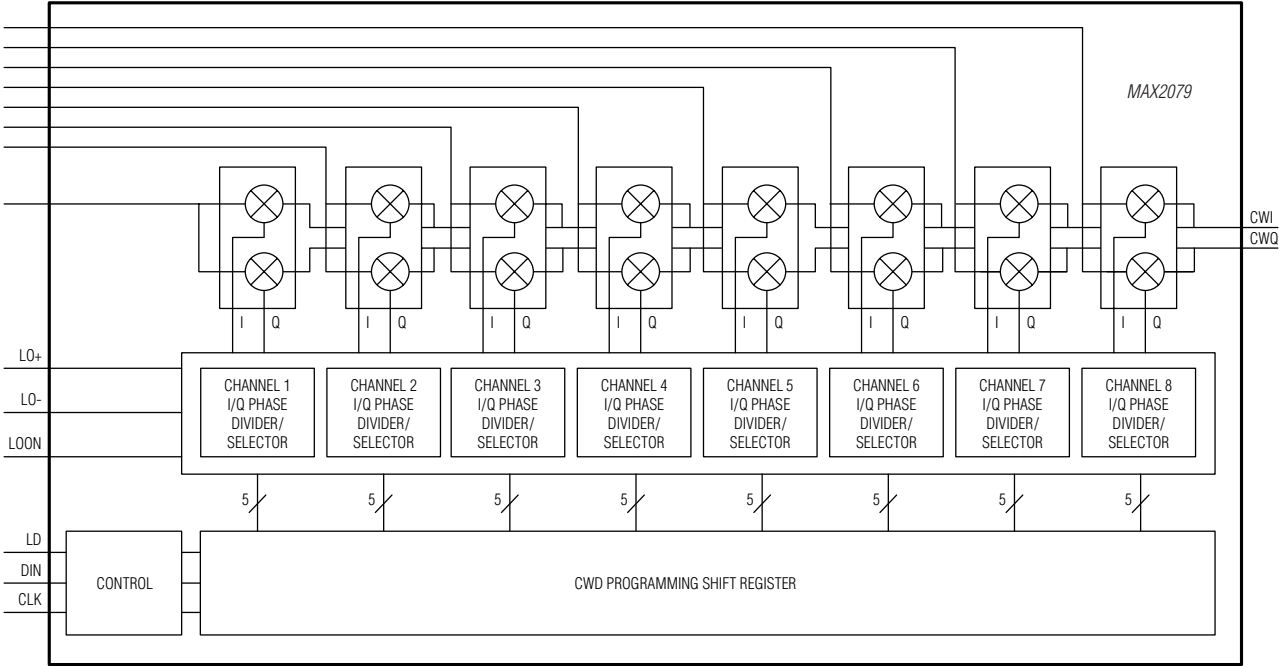 MAX2079
CWI
CWQ
I Q I Q I Q I Q I Q I Q I Q I Q
LO+
LO-
LOON
CHANNEL 1
I/Q PHASE
DIVIDER/
SELECTOR
CHANNEL 2
I/Q PHASE
DIVIDER/
SELECTOR
CHANNEL 3
I/Q PHASE
DIVIDER/
SELECTOR
CHANNEL 4
I/Q PHASE
DIVIDER/
SELECTOR
CHANNEL 5
I/Q PHASE
DIVIDER/
SELECTOR
CHANNEL 6
I/Q PHASE
DIVIDER/
SELECTOR
CHANNEL 7
I/Q PHASE
DIVIDER/
SELECTOR
CHANNEL 8
I/Q PHASE
DIVIDER/
SELECTOR
5 5 5 5 5 5 5 5
LD
DIN
CLK
CONTROL
CWD PROGRAMMING SHIFT REGISTER